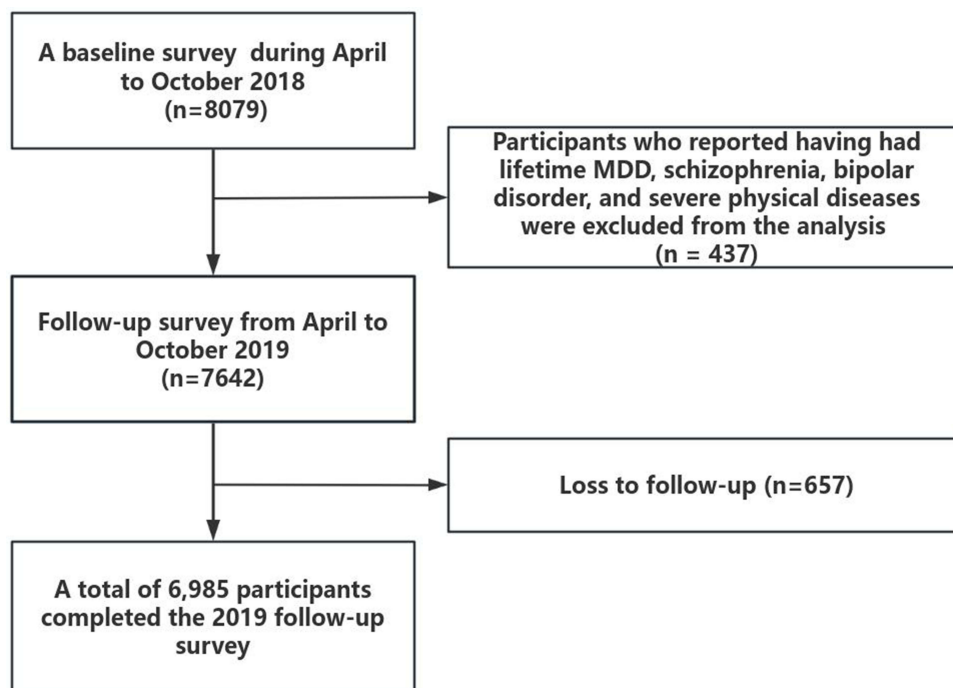 A baseline survey during April
to October 2018
(n=8079)
Participants who reported having had
lifetime MDD, schizophrenia, bipolar
disorder, and severe physical diseases
were excluded from the analysis
(n = 437)
Follow-up survey from April to
October 2019
(n=7642)
Loss to follow-up (n=657)
A total of 6,985 participants
completed the 2019 follow-up
survey